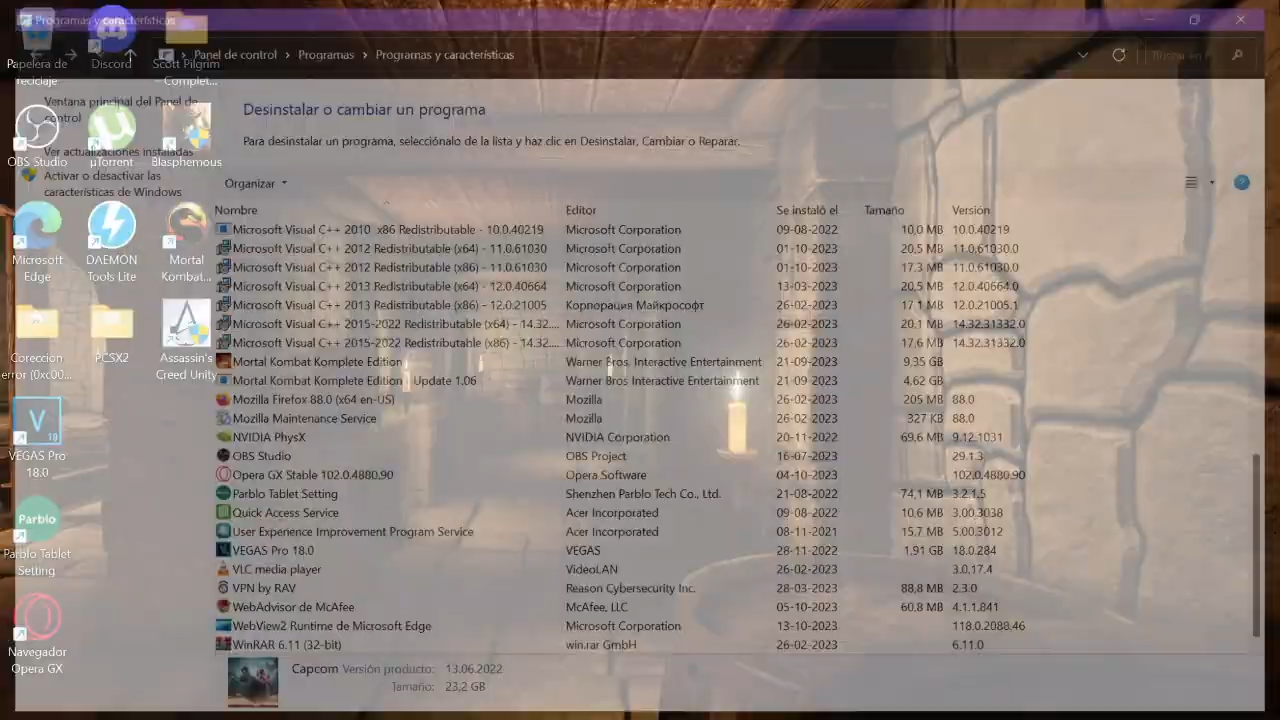 Programas y características
Panel de control > Programas > Programas y características
Papelera de
reciclaje
Discord
Scott Pilgrim
– Complet...
OBS Studio
µTorrent
Blasphemous
Microsoft
Edge
DAEMON
Tools Lite
Mortal
Kombat...
Coreccion
error (0xc00...
PCSX2
Assassin's
Creed Unity
VEGAS Pro
18.0
Parblo
Parblo Tablet
Setting
Navegador
Opera GX
Ventana principal del Panel de
control
Ver actualizaciones instaladas
Activar o desactivar las
características de Windows
Desinstalar o cambiar un programa
Para desinstalar un programa, selecciónalo de la lista y haz clic en Desinstalar, Cambiar o Reparar.
Organizar
Nombre Editor Se instaló el Tamaño Versión
Microsoft Visual C++ 2010 x86 Redistributable - 10.0.40219 Microsoft Corporation 09-08-2022 10,0 MB 10.0.40219
Microsoft Visual C++ 2012 Redistributable (x64) - 11.0.61030 Microsoft Corporation 01-10-2023 20,5 MB 11.0.61030.0
Microsoft Visual C++ 2012 Redistributable (x86) - 11.0.61030 Microsoft Corporation 01-10-2023 17,3 MB 11.0.61030.0
Microsoft Visual C++ 2013 Redistributable (x64) - 12.0.40664 Microsoft Corporation 13-03-2023 20,5 MB 12.0.40664.0
Microsoft Visual C++ 2013 Redistributable (x86) - 12.0.21005 Корпорация Майкрософт 26-02-2023 17,1 MB 12.0.21005.1
Microsoft Visual C++ 2015-2022 Redistributable (x64) - 14.32.... Microsoft Corporation 26-02-2023 20,1 MB 14.32.31332.0
Microsoft Visual C++ 2015-2022 Redistributable (x86) - 14.32.... Microsoft Corporation 26-02-2023 17,6 MB 14.32.31332.0
Mortal Kombat Komplete Edition Warner Bros. Interactive Entertainment 21-09-2023 9,35 GB
Mortal Kombat Komplete Edition Update 1.06 Warner Bros Interactive Entertainment 21-09-2023 4,62 GB
Mozilla Firefox 88.0 (x64 en-US) Mozilla 26-02-2023 205 MB 88.0
Mozilla Maintenance Service Mozilla 26-02-2023 327 KB 88.0
NVIDIA PhysX NVIDIA Corporation 20-11-2022 69,6 MB 9.12.1031
OBS Studio OBS Project 16-07-2023 29.1.3
Opera GX Stable 102.0.4880.90 Opera Software 04-10-2023 102.0.4880.90
Parblo Tablet Setting Shenzhen Parblo Tech Co., Ltd. 21-08-2022 74,1 MB 3.2.1.5
Quick Access Service Acer Incorporated 09-08-2022 10,6 MB 3.00.3038
User Experience Improvement Program Service Acer Incorporated 08-11-2021 15,7 MB 5.00.3012
VEGAS Pro 18.0 VEGAS 28-11-2022 1,91 GB 18.0.284
VLC media player VideoLAN 26-02-2023 3.0.17.4
VPN by RAV Reason Cybersecurity Inc. 28-03-2023 88,8 MB 2.3.0
WebAdvisor de McAfee McAfee, LLC 05-10-2023 60,8 MB 4.1.1.841
WebView2 Runtime de Microsoft Edge Microsoft Corporation 13-10-2023 118.0.2088.46
WinRAR 6.11 (32-bit) win.rar GmbH 26-02-2023 6.11.0
Capcom Versión producto: 13.06.2022
Tamaño: 23,2 GB